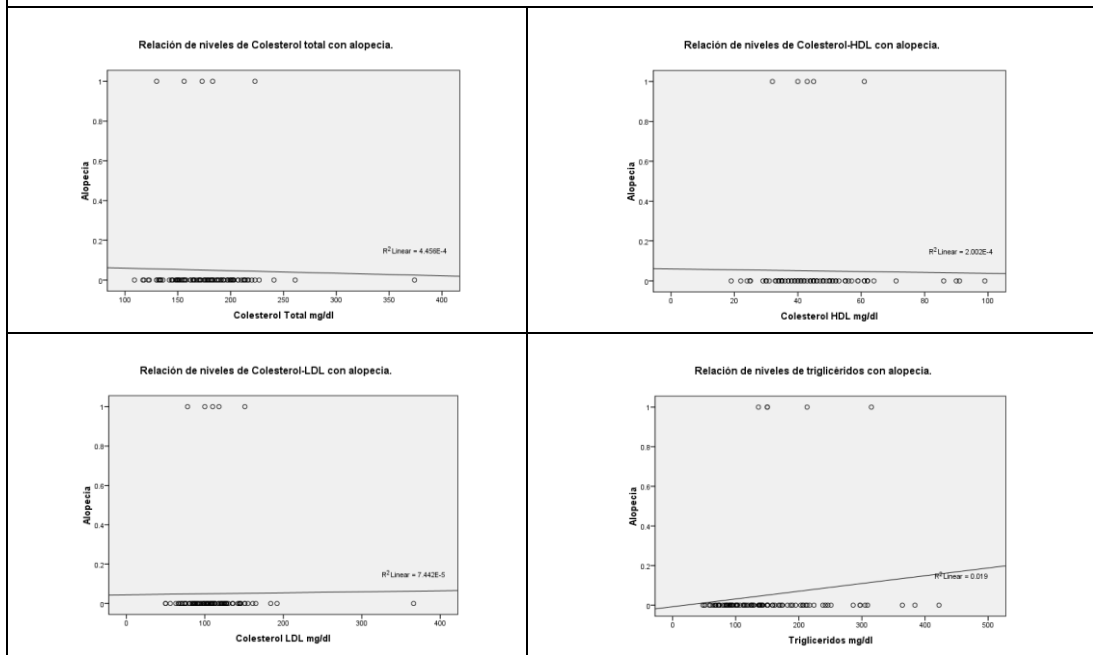 Relación de niveles de Colesterol total con alopecia.
Alopecia
1
0.8
0.6
0.4
0.2
0
R2 Linear = 4.456E-4
100 150 200 250 300 350 400
Colesterol Total mg/dl
Relación de niveles de Colesterol-HDL con alopecia.
Alopecia
1
0.8
0.6
0.4
0.2
0
R2 Linear = 2.002E-4
0 20 40 60 80 100
Colesterol HDL mg/dl
Relación de niveles de Colesterol-LDL con alopecia.
Alopecia
1
0.8
0.6
0.4
0.2
0
R2 Linear = 7.442E-5
0 100 200 300 400
Colesterol LDL mg/dl
Relación de niveles de triglicéridos con alopecia.
Alopecia
1
0.8
0.6
0.4
0.2
0
R2 Linear = 0.019
0 100 200 300 400 500
Trigliceridos mg/dl